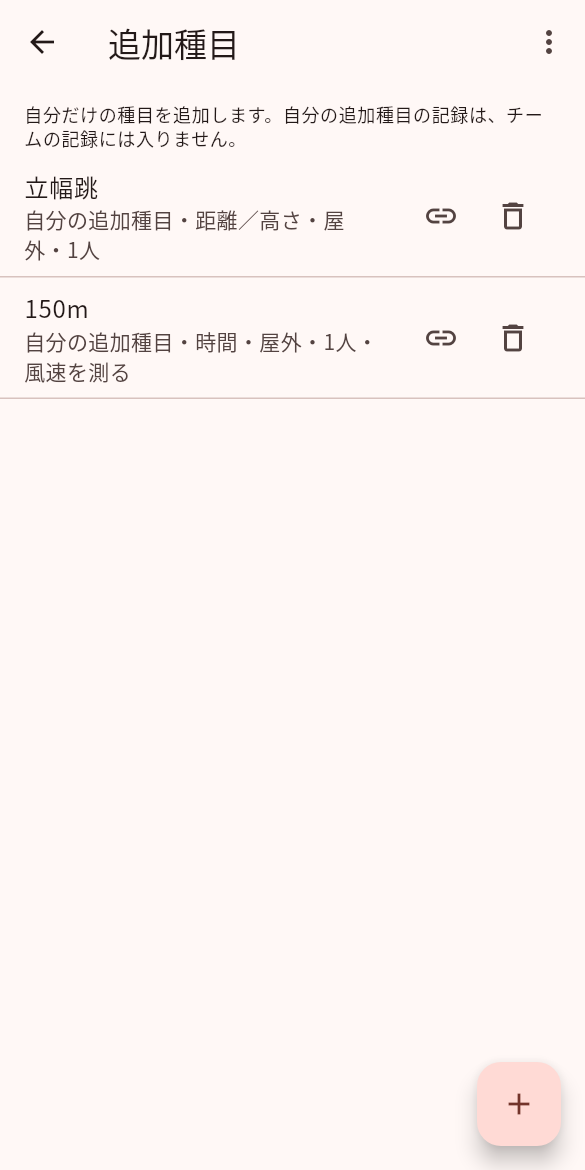 追加種目
自分だけの種目を追加します。自分の追加種目の記録は、チー
ムの記録には入りません。
立幅跳
自分の追加種目・距離／高さ・屋
外・1人
150m
自分の追加種目・時間・屋外・1人・
風速を測る